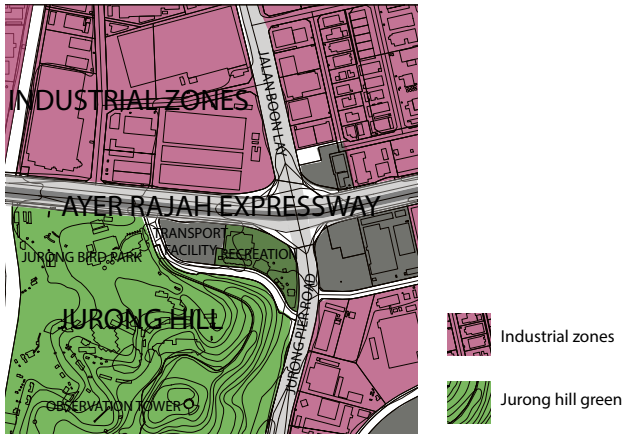 JALAN BOON LAY
INDUSTRIAL ZONES
AYER RAJAH EXPRESSWAY
TRANSPORT
FACILITY
RECREATION
JURONG BIRD PARK
JURONG HILL
JURONG PIER ROAD
Industrial zones
OBSERVATION TOWER
Jurong hill green